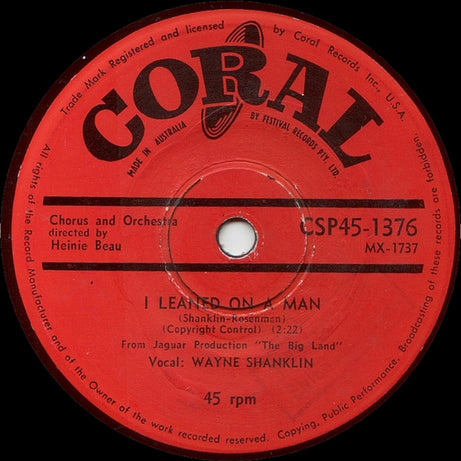 Trade Mark Registered and licensed by Coral Records Inc., U.S.A.
CORAL
MADE IN AUSTRALIA BY FESTIVAL RECORDS PTY. LTD.
Chorus and Orchestra
directed by
Heinie Beau
CSP45-1376
MX-1737
I LEANED ON A MAN
(Shanklin-Rosenman)
(Copyright Control) (2:22)
From Jaguar Production "The Big Land"
Vocal: WAYNE SHANKLIN
45 rpm
All rights of the Record Manufacturer and of the Owner of the work recorded reserved. Copying, Public Performance, Broadcasting of these records forbidden.